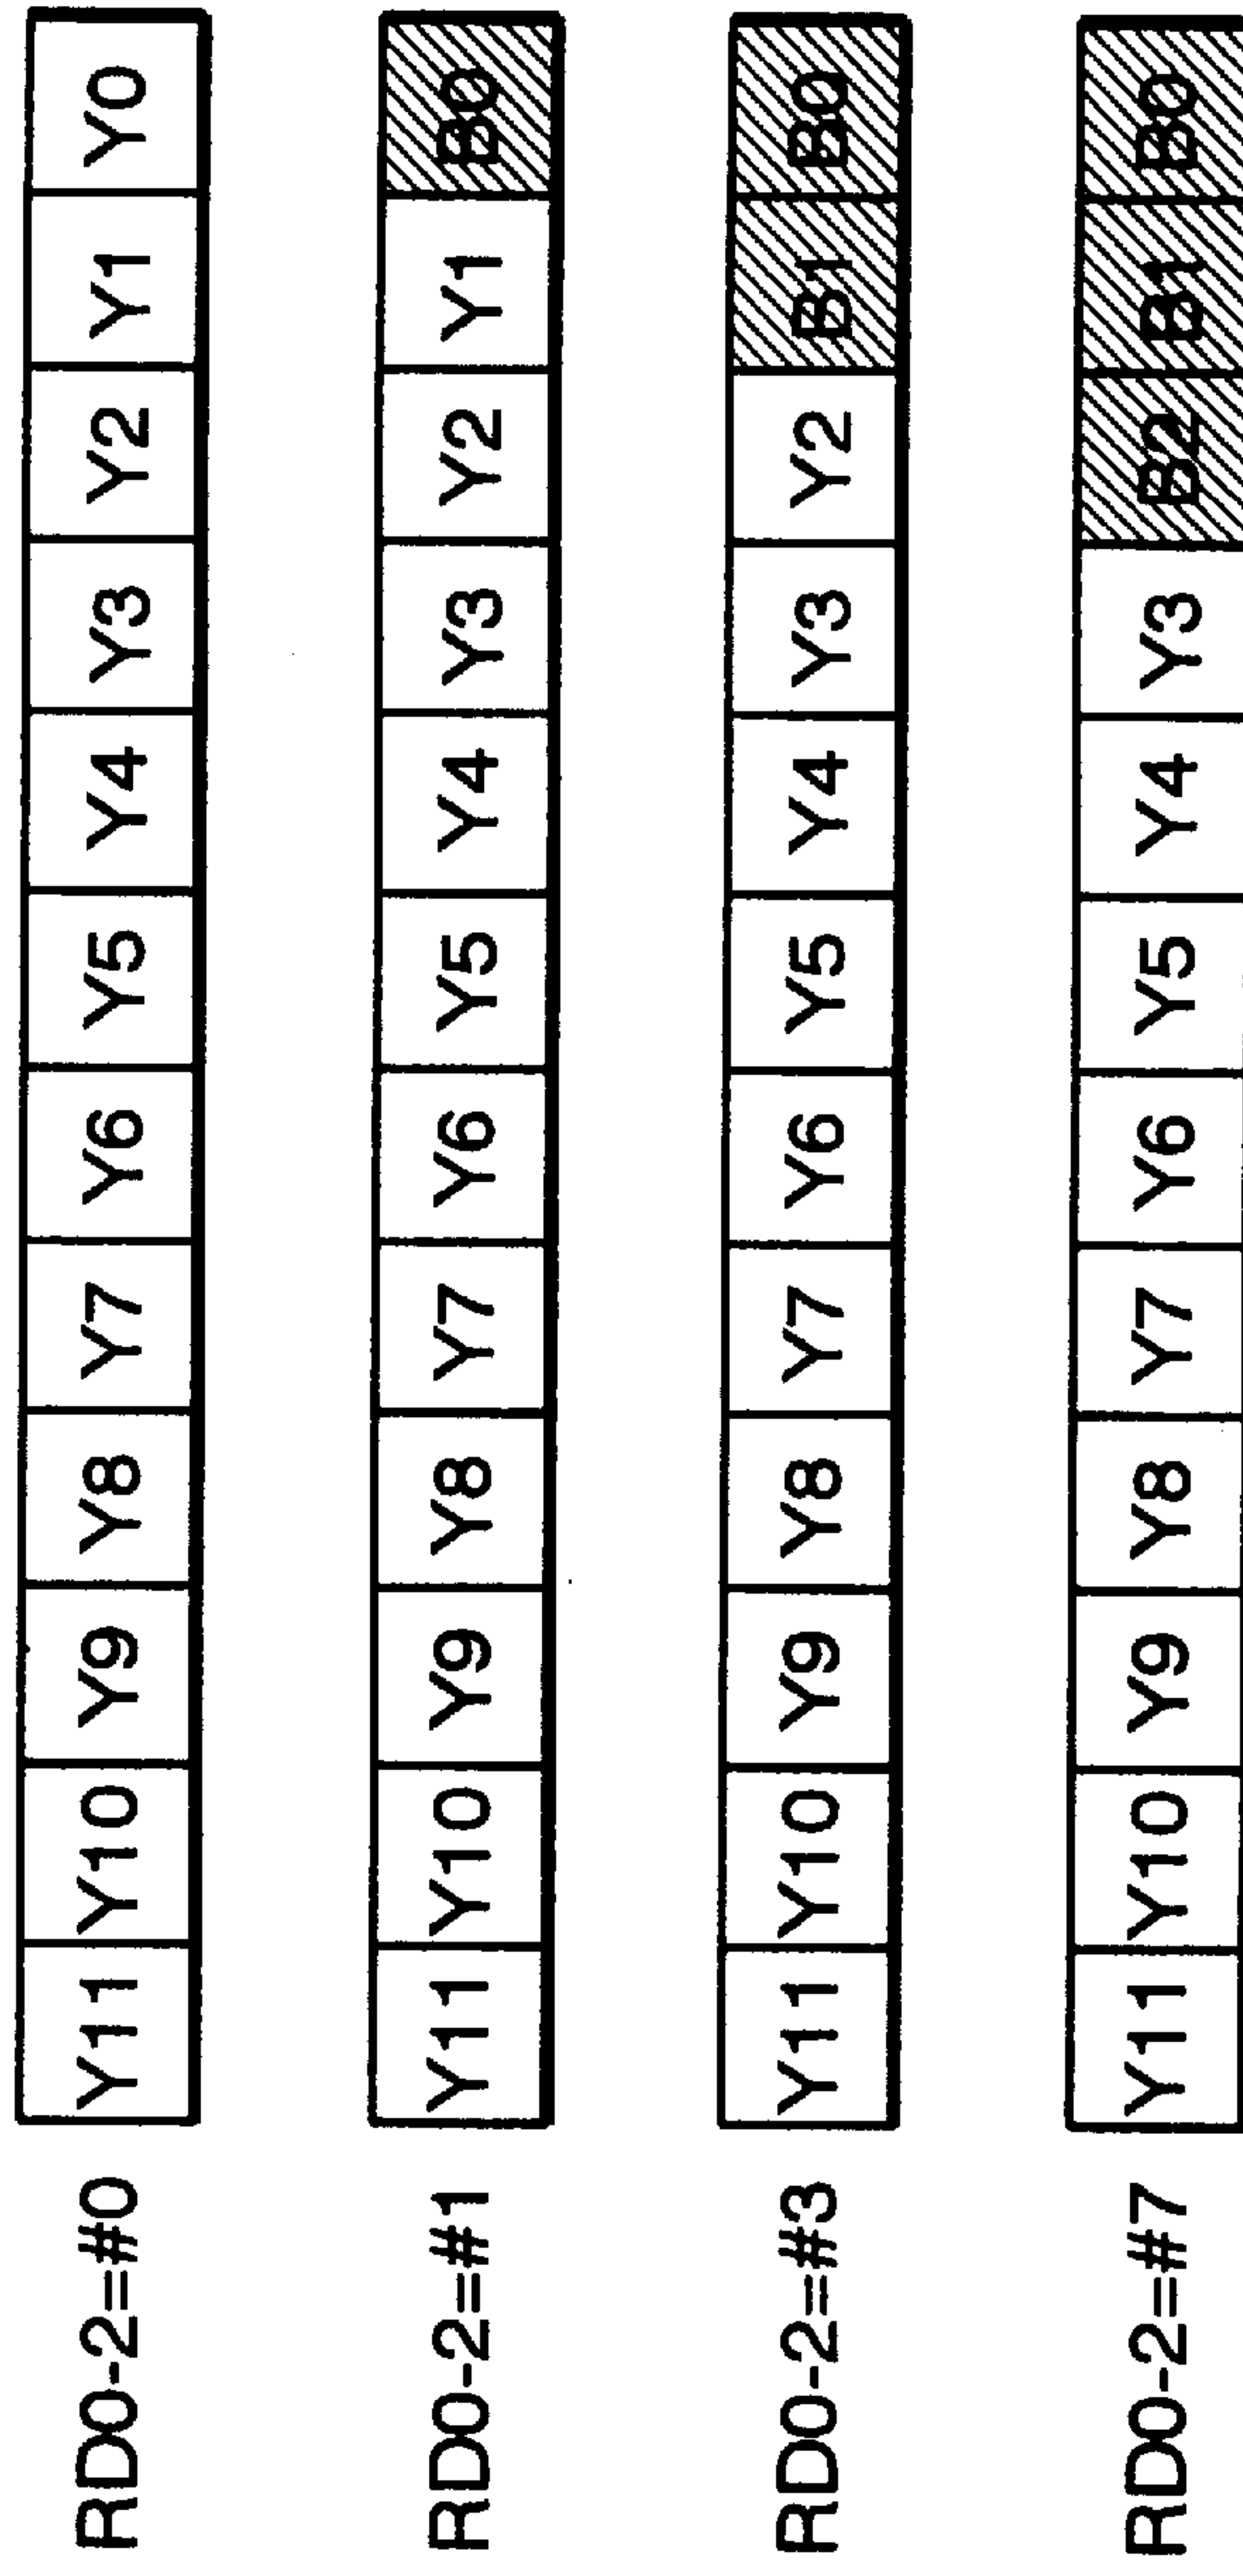 RD0-2=#0 Y11 Y10 Y9 Y8 Y7 Y6 Y5 Y4 Y3 Y2 Y1 Y0
RD0-2=#1 Y11 Y10 Y9 Y8 Y7 Y6 Y5 Y4 Y3 Y2 Y1 B0
RD0-2=#3 Y11 Y10 Y9 Y8 Y7 Y6 Y5 Y4 Y3 Y2 B1 B0
RD0-2=#7 Y11 Y10 Y9 Y8 Y7 Y6 Y5 Y4 Y3 B2 B1 B0